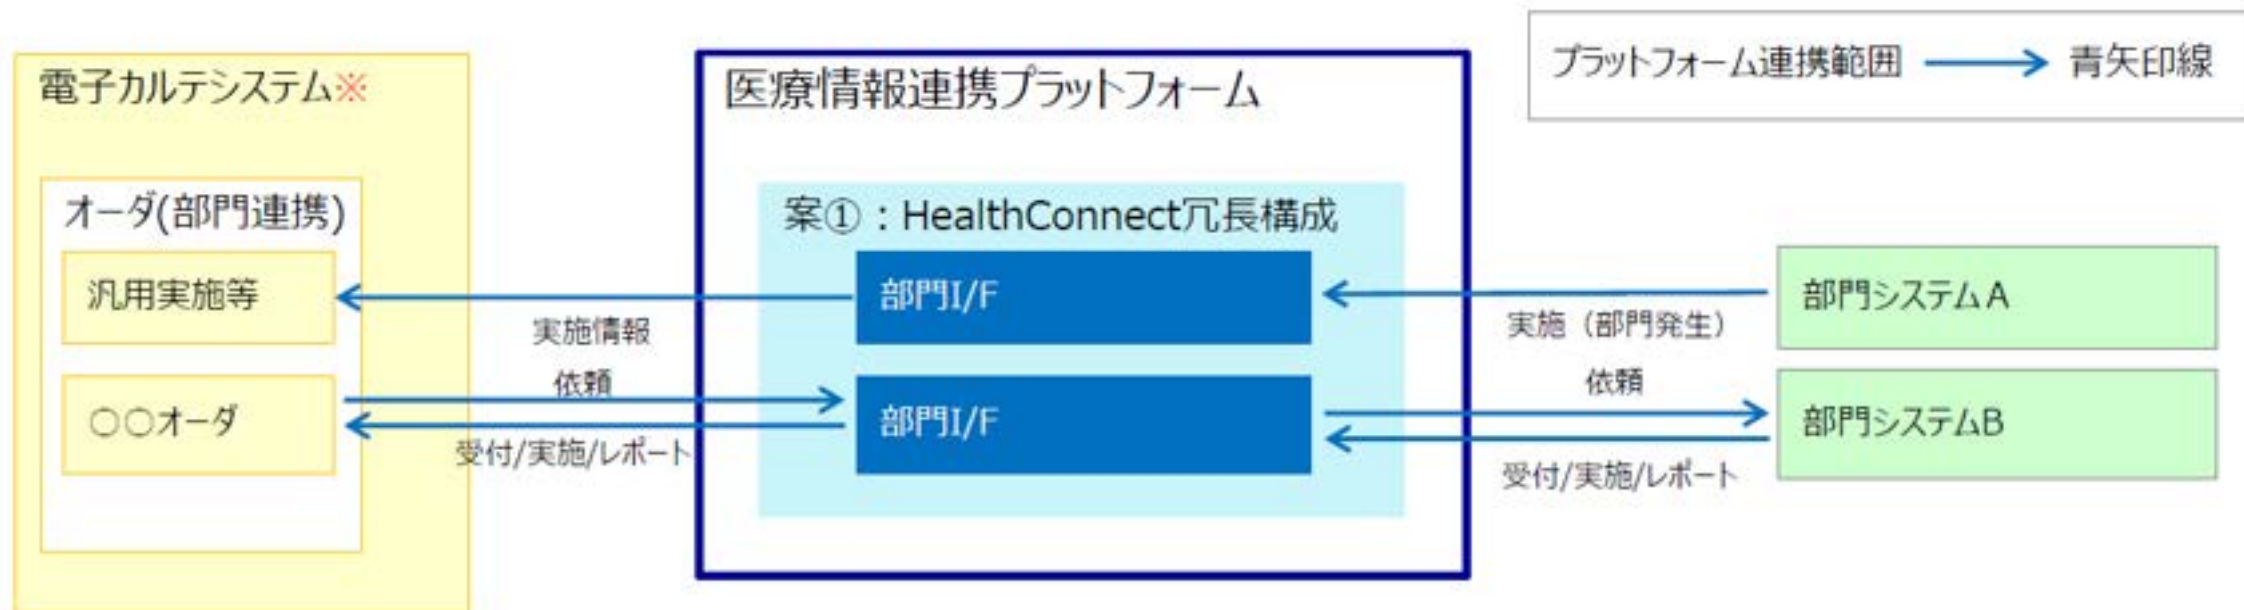 プラットフォーム連携範囲 青矢印線
電子カルテシステム※
医療情報連携プラットフォーム
オーダ(部門連携)
案①：HealthConnect冗長構成
汎用実施等
部門I/F
部門システムA
実施情報
実施（部門発生）
依頼
依頼
〇〇オーダ
部門I/F
部門システムB
受付/実施/レポート
受付/実施/レポート